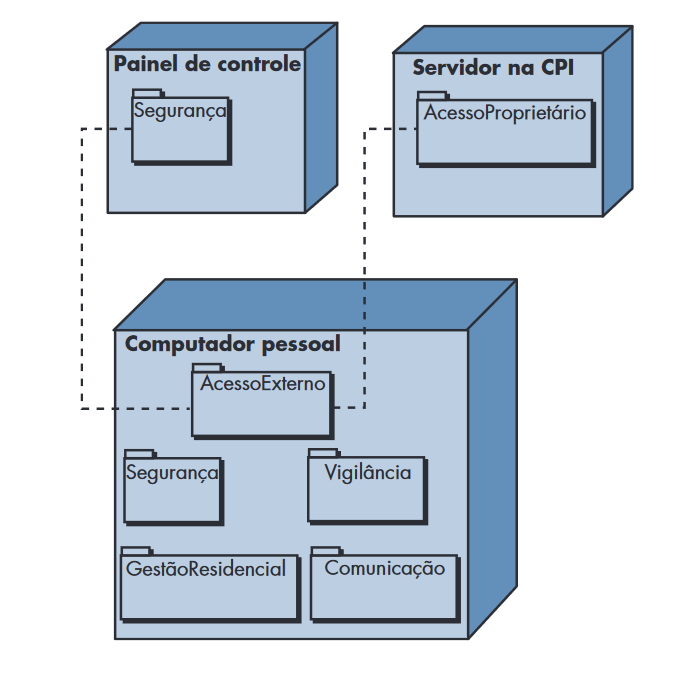 Painel de controle
Segurança
Servidor na CPI
AcessoProprietário
Computador pessoal
AcessoExterno
Segurança
Vigilância
GestãoResidencial
Comunicação